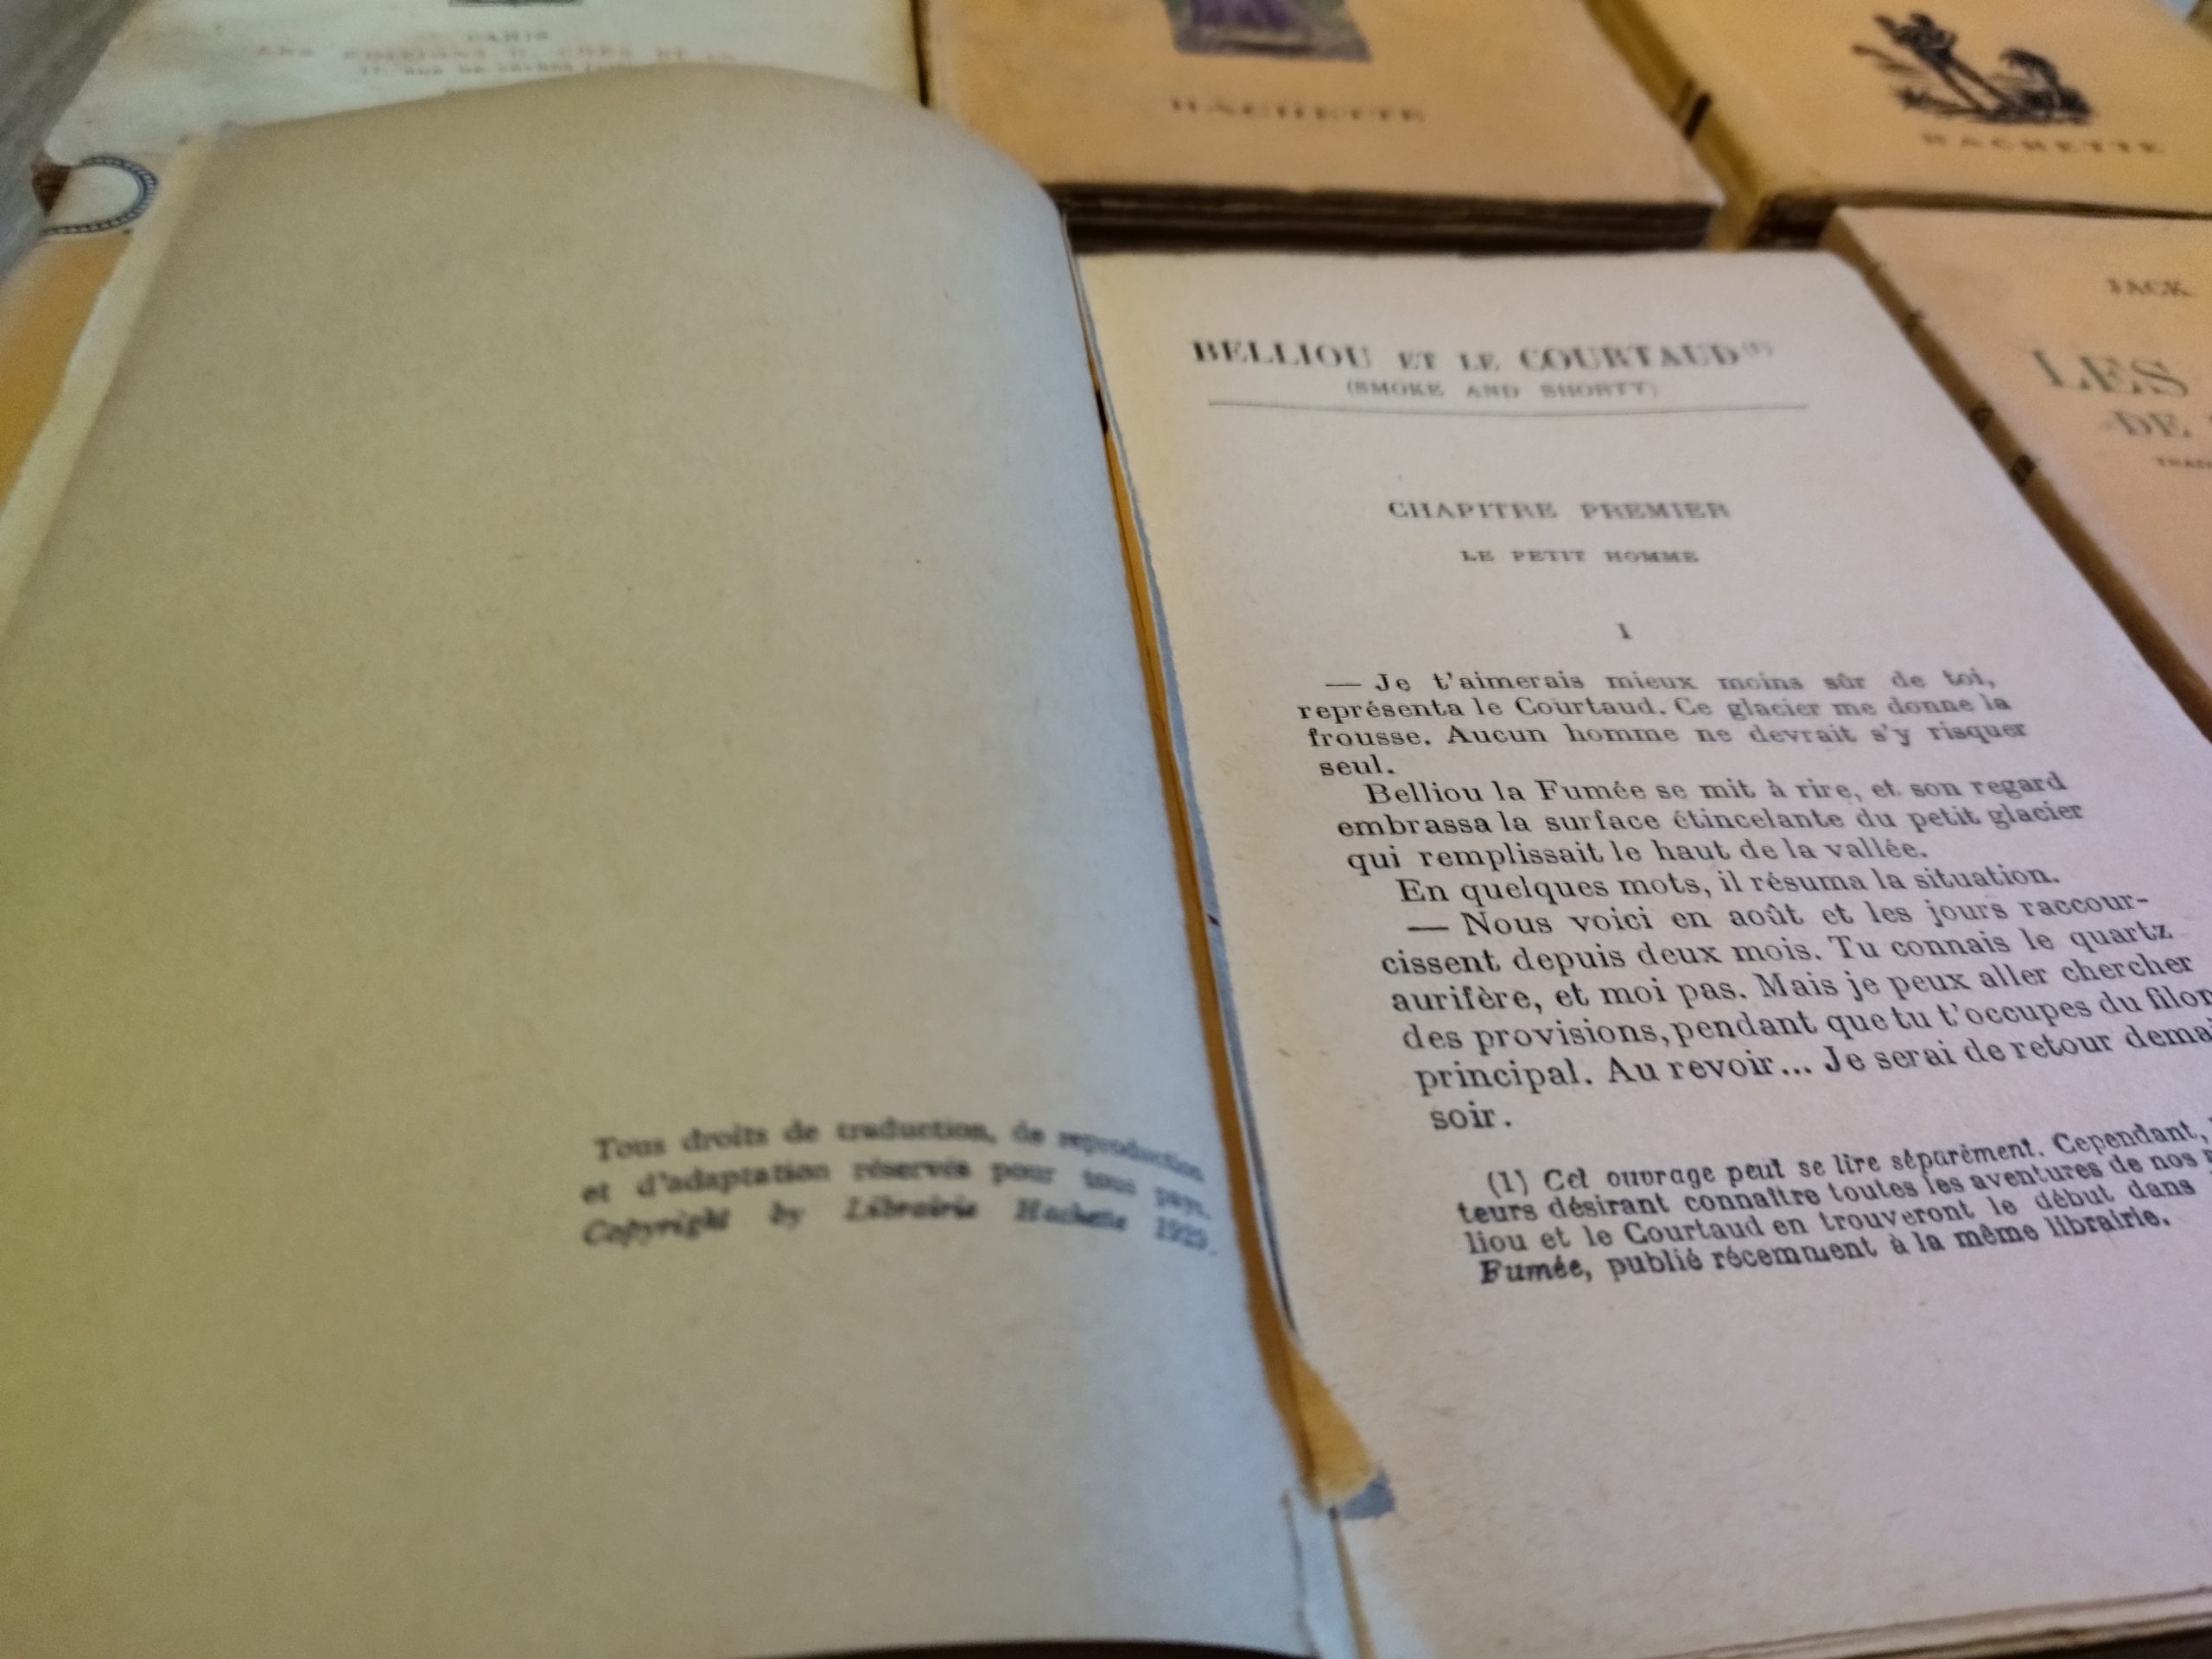 PARIS
HACHETTE
HACHETTE
JACK
LES
DE
Tous droits de traduction, de reproduction
et d'adaptation réservés pour tous pays.
Copyright by Librairie Hachette 1929.
BELLIOU ET LE COURTAUD (1)
(SMOKE AND SHORTY)
CHAPITRE PREMIER
LE PETIT HOMME
I
— Je t'aimerais mieux moins sûr de toi,
représenta le Courtaud. Ce glacier me donne la
frousse. Aucun homme ne devrait s'y risquer
seul.
Belliou la Fumée se mit à rire, et son regard
embrassa la surface étincelante du petit glacier
qui remplissait le haut de la vallée.
En quelques mots, il résuma la situation.
— Nous voici en août et les jours raccour-
cissent depuis deux mois. Tu connais le quartz
aurifère, et moi pas. Mais je peux aller chercher
des provisions, pendant que tu t'occupes du filon
principal. Au revoir... Je serai de retour demai
soir.
(1) Cet ouvrage peut se lire séparément. Cependant,
teurs désirant connaître toutes les aventures de nos
liou et le Courtaud en trouveront le début dans
Fumée, publié récemment à la même librairie.